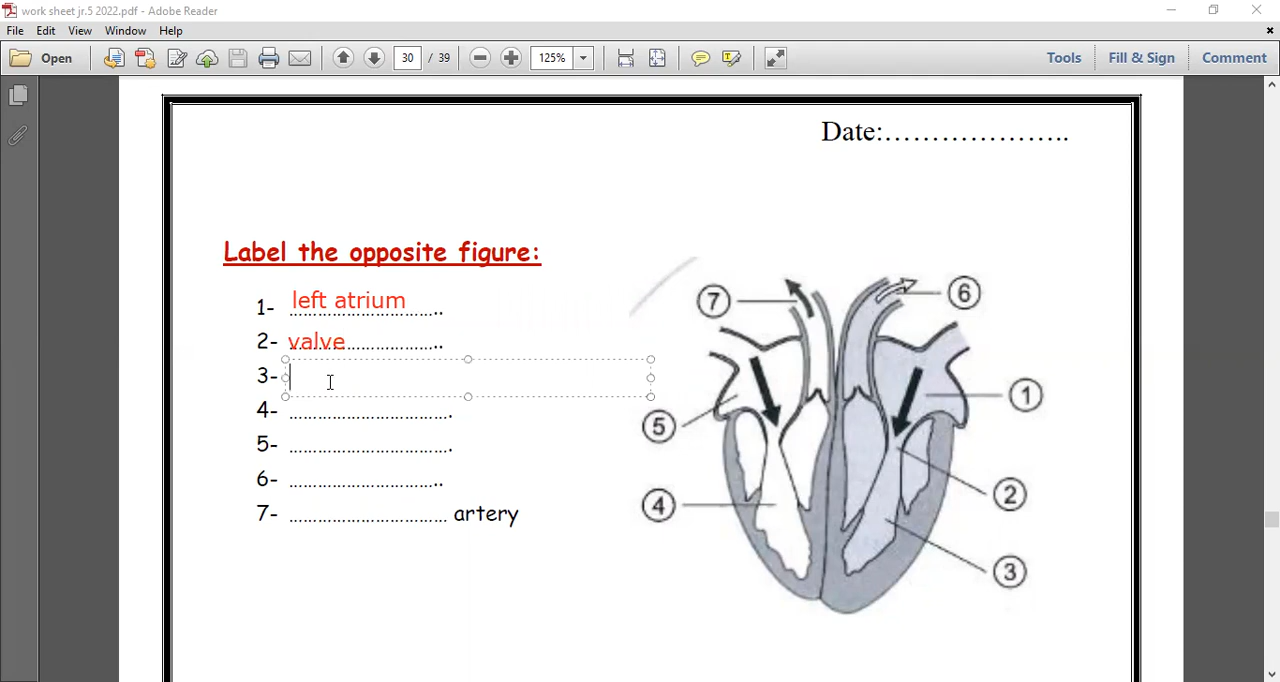 work sheet jr.5 2022.pdf - Adobe Reader
File Edit View Window Help
Open 30 / 39 125% Tools Fill & Sign Comment
Date:………………..
Label the opposite figure:
1- left atrium …………………………..
2- valve …………………………..
3-
4- …………………………….
5- …………………………….
6- …………………………..
7- …………………………… artery
7
6
5
1
4
2
3